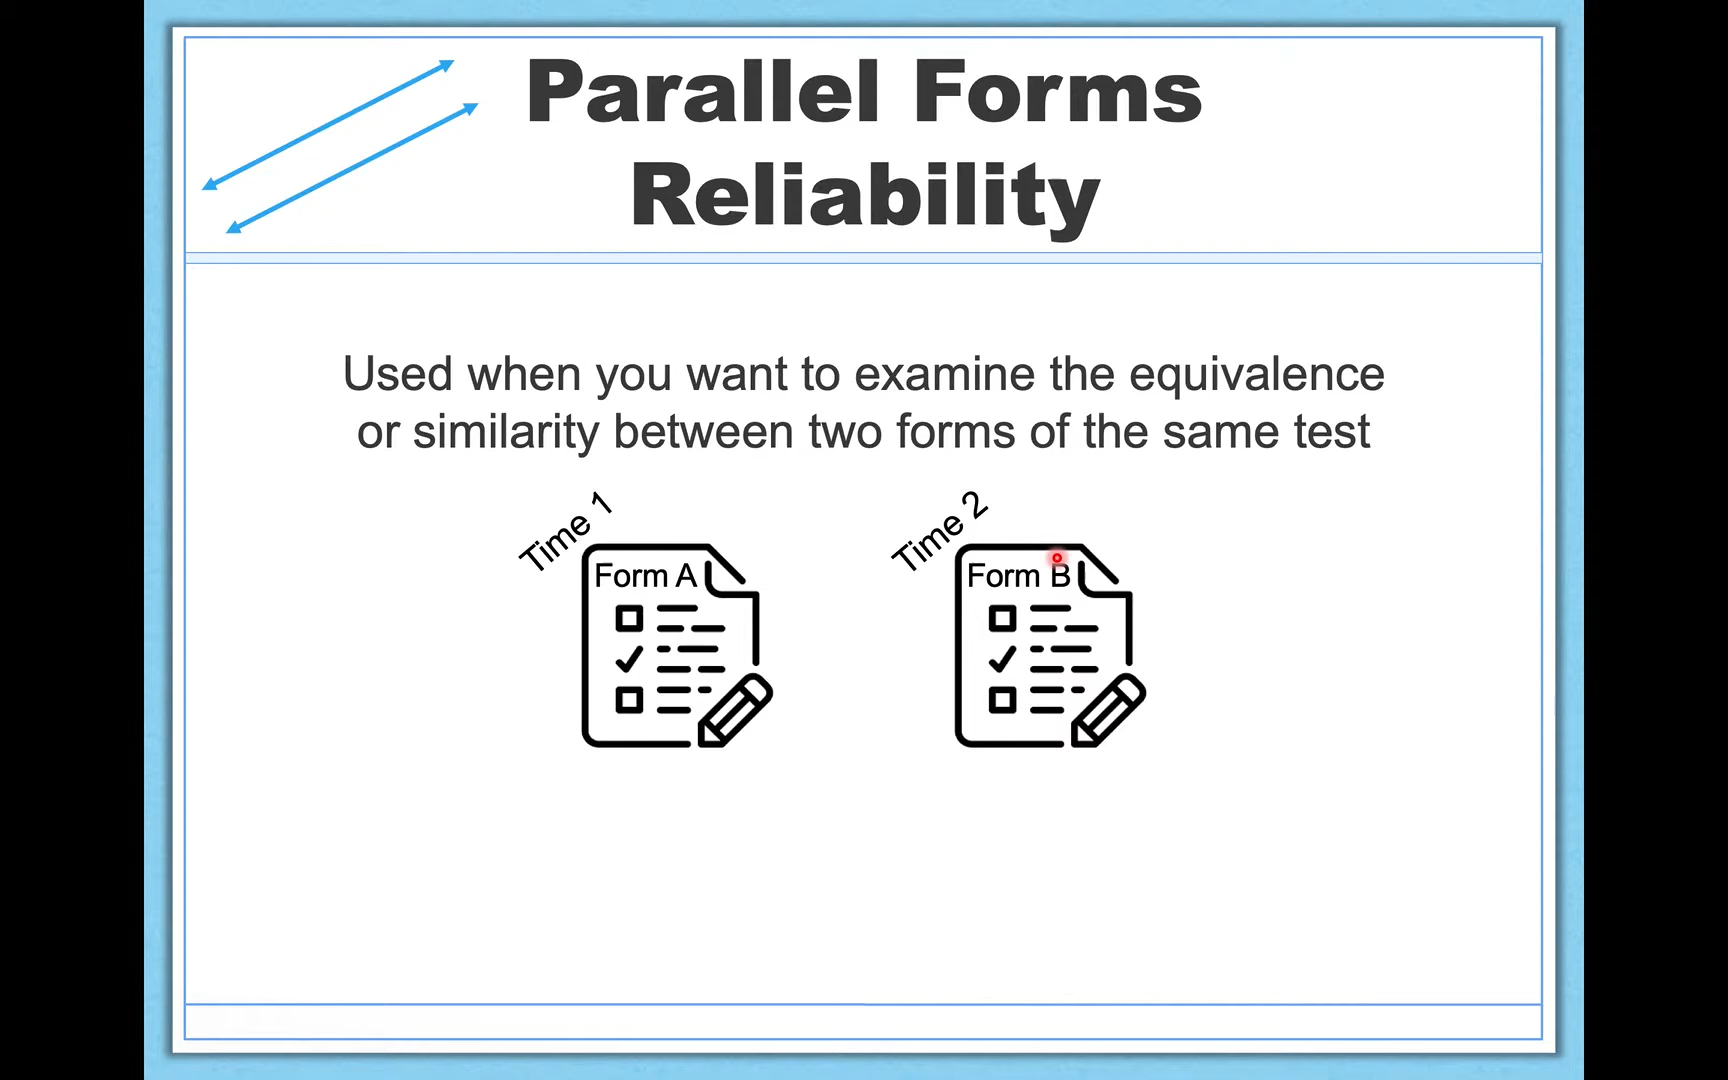 Parallel Forms
Reliability
Used when you want to examine the equivalence
or similarity between two forms of the same test
Time 1
Form A
Time 2
Form B